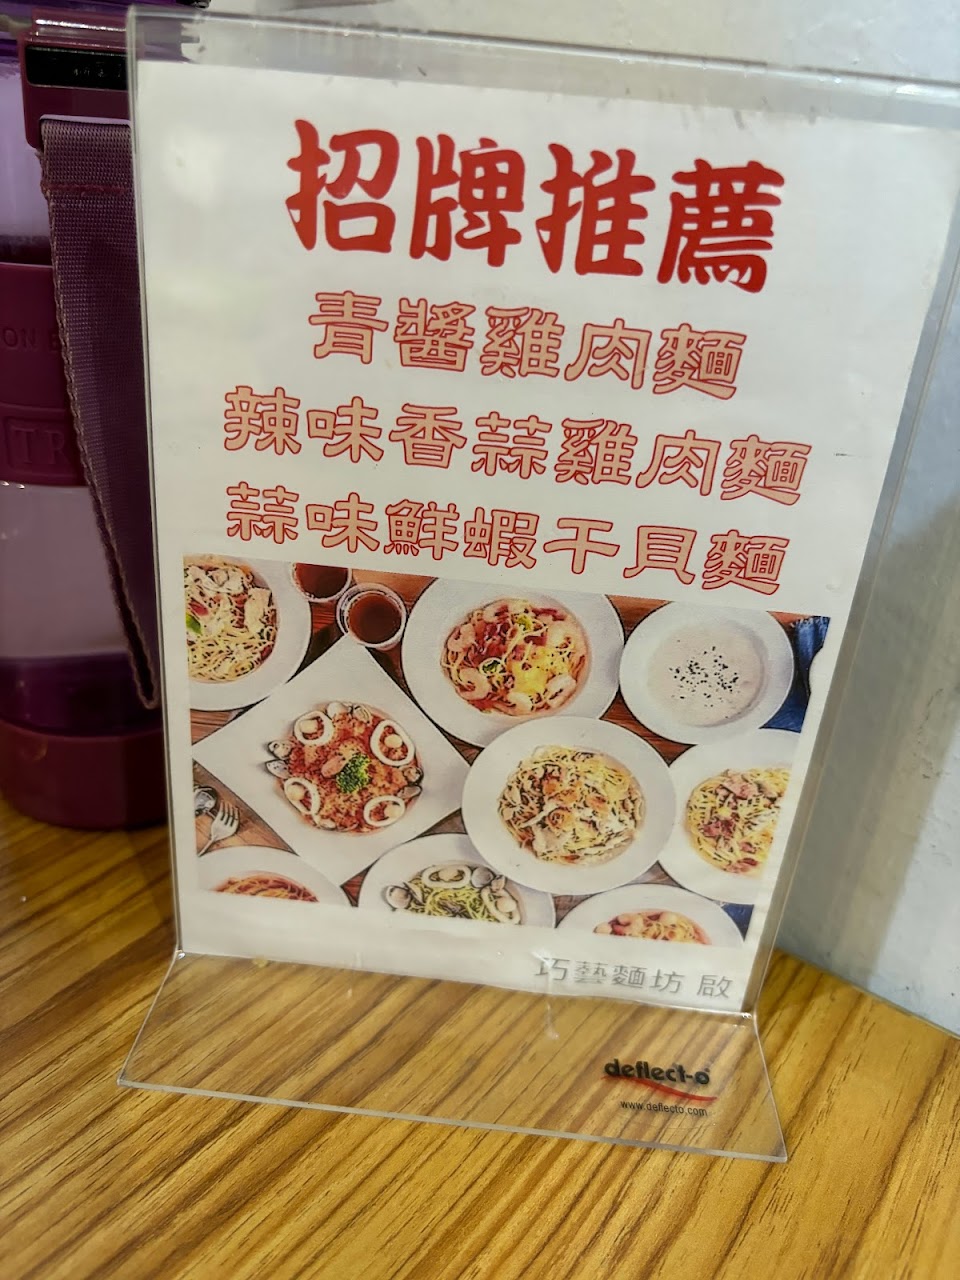 招牌推薦
青醬雞肉麵
辣味香蒜雞肉麵
蒜味鮮蝦干貝麵
巧藝麵坊 啟
deflect-o
www.deflecto.com
TR